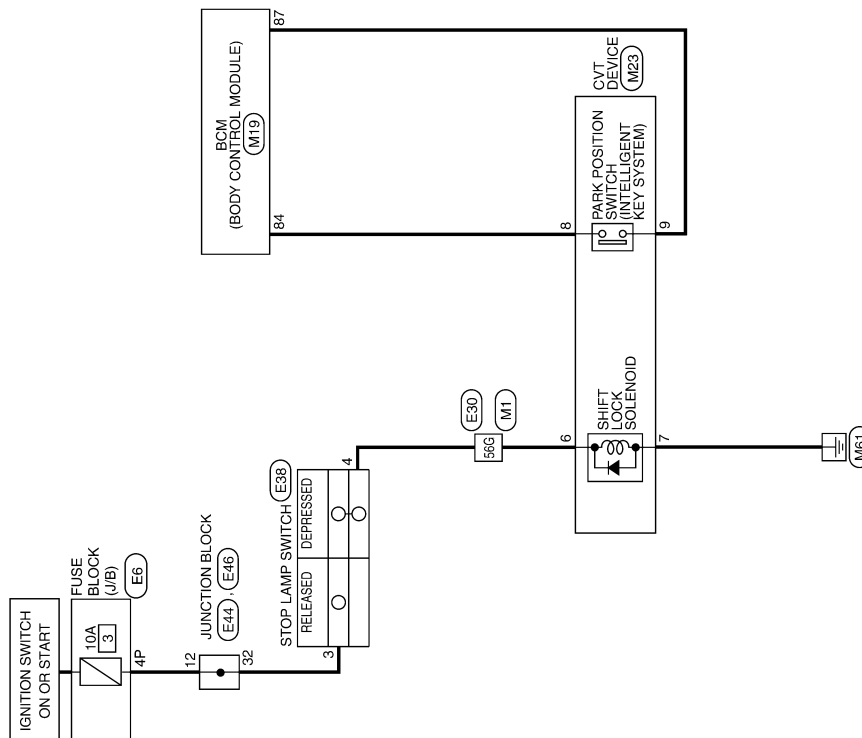 BCM
(BODY CONTROL MODULE)
M19
87
84
CVT
DEVICE
M23
PARK POSITION
SWITCH
(INTELLIGENT
KEY SYSTEM)
8
9
SHIFT
LOCK
SOLENOID
6
7
M61
E30
M1
56G
STOP LAMP SWITCH
E38
RELEASED
DEPRESSED
4
3
JUNCTION BLOCK
E44 , E46
12
32
FUSE
BLOCK
(J/B)
E6
10A
3
4P
IGNITION SWITCH
ON OR START